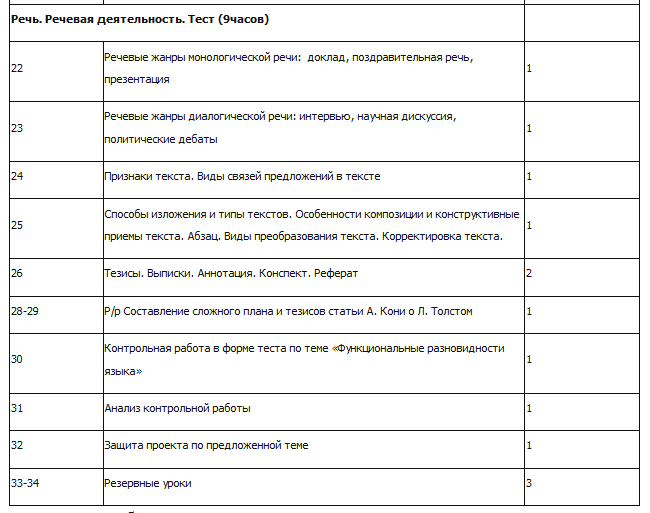 Речь. Речевая деятельность. Тест (9часов)
22
Речевые жанры монологической речи: доклад, поздравительная речь,
презентация
1
23
Речевые жанры диалогической речи: интервью, научная дискуссия,
политические дебаты
1
24
Признаки текста. Виды связей предложений в тексте
1
25
Способы изложения и типы текстов. Особенности композиции и конструктивные
приемы текста. Абзац. Виды преобразования текста. Корректировка текста.
1
26
Тезисы. Выписки. Аннотация. Конспект. Реферат
2
28-29
Р/р Составление сложного плана и тезисов статьи А. Кони о Л. Толстом
1
30
Контрольная работа в форме теста по теме «Функциональные разновидности
языка»
1
31
Анализ контрольной работы
1
32
Защита проекта по предложенной теме
1
33-34
Резервные уроки
3